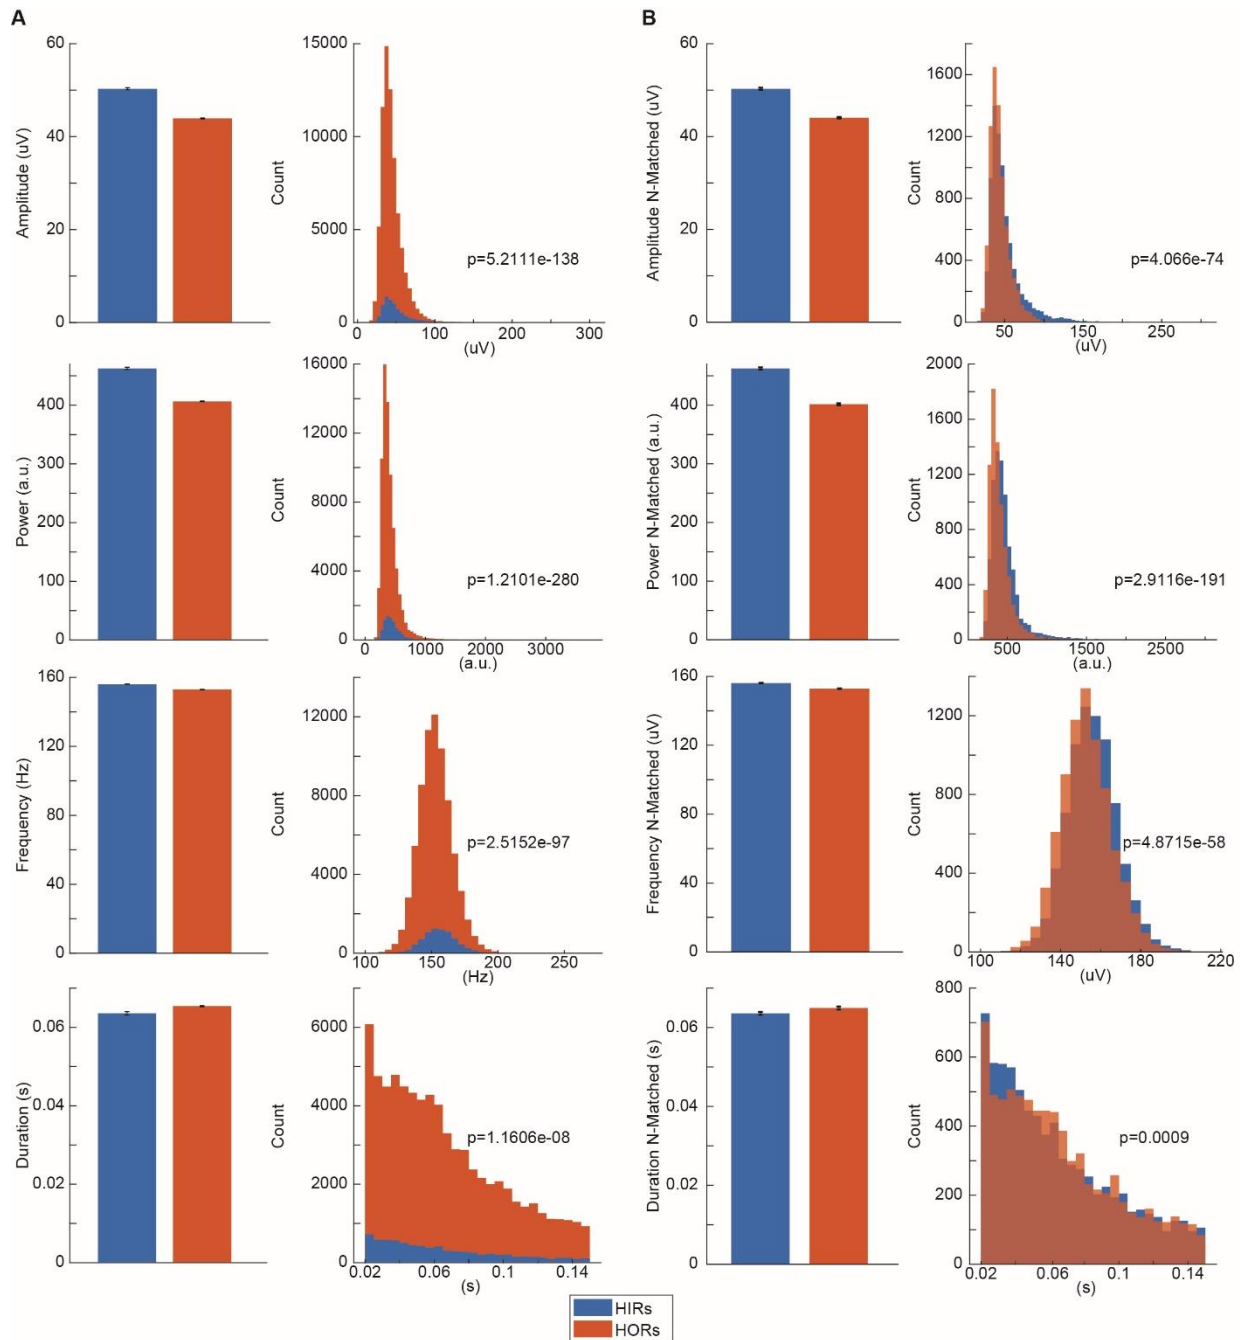 A
B
Amplitude (uV)
60
40
20
0
Count
15000
10000
5000
0
p=5.2111e-138
0 100 200 300
(uV)
Amplitude N-Matched (uV)
60
40
20
0
Count
1600
1200
800
400
0
p=4.066e-74
50 150 250
(uV)
Power (a.u.)
400
300
200
100
0
Count
16000
12000
8000
4000
0
p=1.2101e-280
0 1000 2000 3000
(a.u.)
Power N-Matched (a.u.)
400
300
200
100
0
Count
2000
1600
1200
800
400
0
p=2.9116e-191
500 1500 2500
(a.u.)
Frequency (Hz)
160
120
80
40
0
Count
12000
8000
4000
0
p=2.5152e-97
100 150 200 250
(Hz)
Frequency N-Matched (uV)
160
120
80
40
0
Count
1200
800
400
0
p=4.8715e-58
100 140 180 220
(uV)
Duration (s)
0.06
0.04
0.02
0
Count
6000
4000
2000
0
p=1.1606e-08
0.02 0.06 0.1 0.14
(s)
Duration N-Matched (s)
0.06
0.04
0.02
0
Count
800
700
600
500
400
300
200
100
0
p=0.0009
0.02 0.06 0.1 0.14
(s)
HIRs
HORs